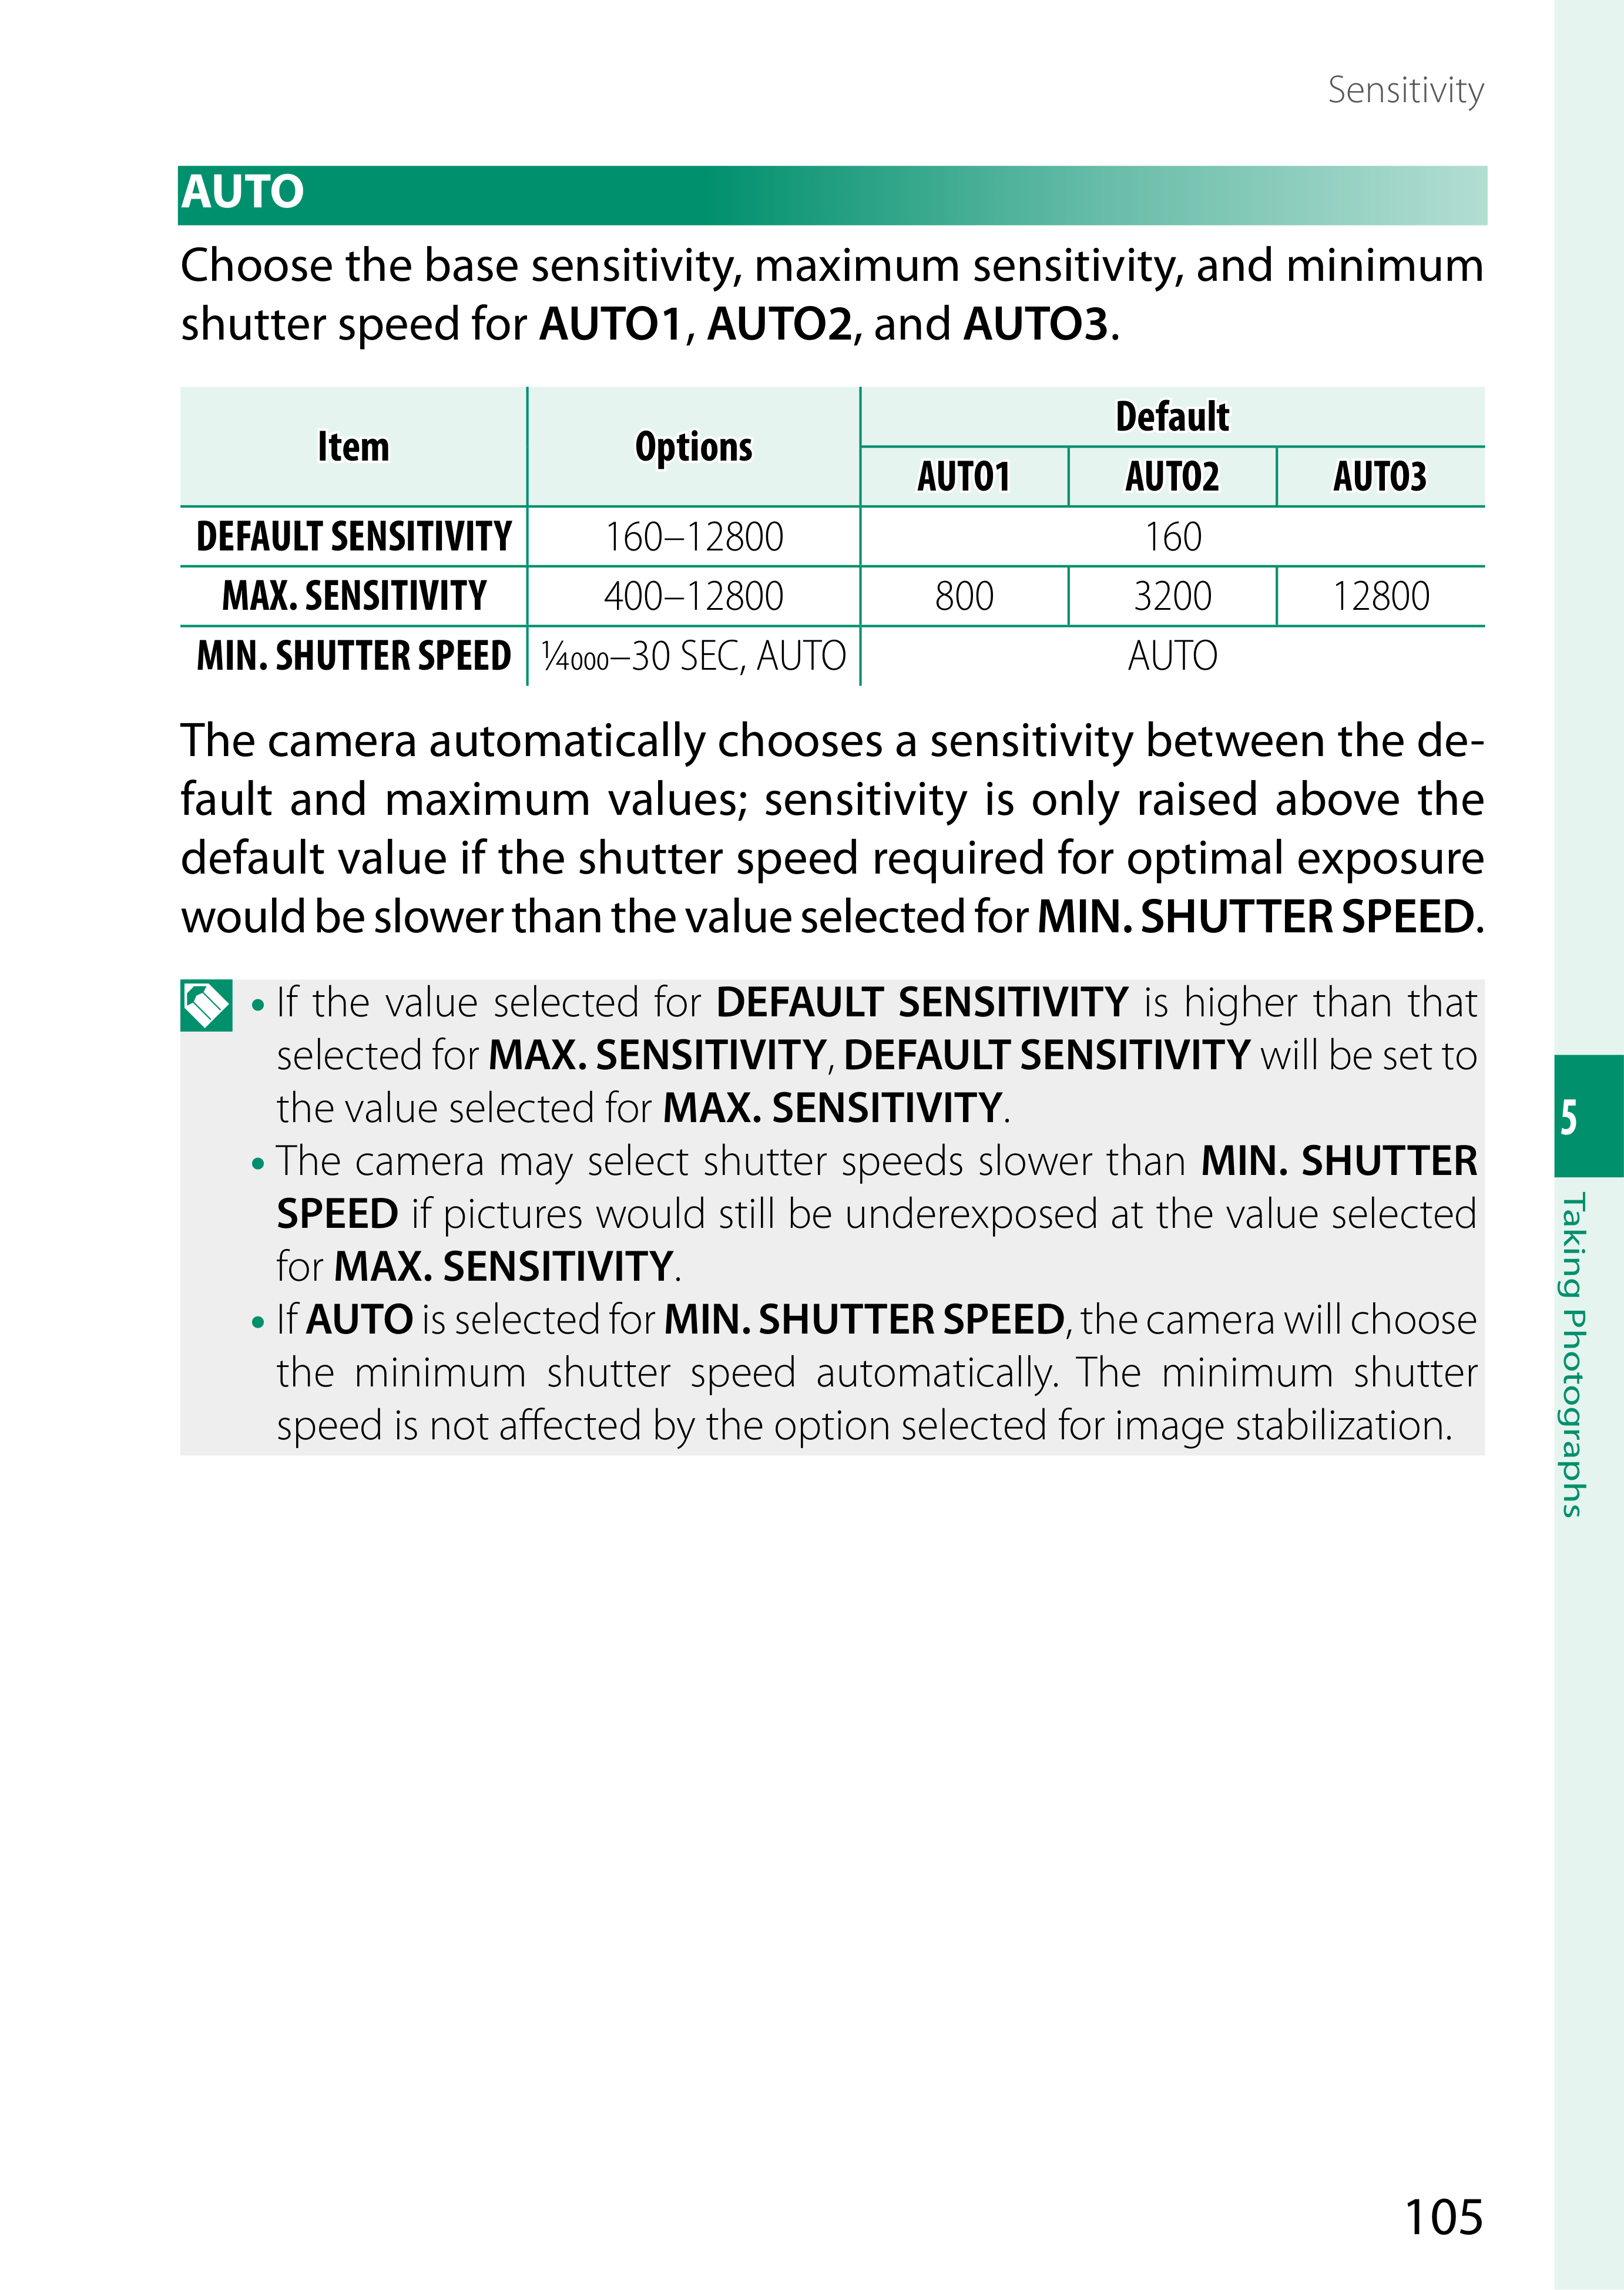 Sensitivity
AUTO
Choose the base sensitivity, maximum sensitivity, and minimum
shutter speed for AUTO1, AUTO2, and AUTO3.
Item Options Default
AUTO1 AUTO2 AUTO3
DEFAULT SENSITIVITY 160–12800 160
MAX. SENSITIVITY 400–12800 800 3200 12800
MIN. SHUTTER SPEED 1⁄4000–30 SEC, AUTO AUTO
The camera automatically chooses a sensitivity between the de-
fault and maximum values; sensitivity is only raised above the
default value if the shutter speed required for optimal exposure
would be slower than the value selected for MIN. SHUTTER SPEED.
• If the value selected for DEFAULT SENSITIVITY is higher than that
selected for MAX. SENSITIVITY, DEFAULT SENSITIVITY will be set to
the value selected for MAX. SENSITIVITY.
• The camera may select shutter speeds slower than MIN. SHUTTER
SPEED if pictures would still be underexposed at the value selected
for MAX. SENSITIVITY.
• If AUTO is selected for MIN. SHUTTER SPEED, the camera will choose
the minimum shutter speed automatically. The minimum shutter
speed is not affected by the option selected for image stabilization.
5
Taking Photographs
105